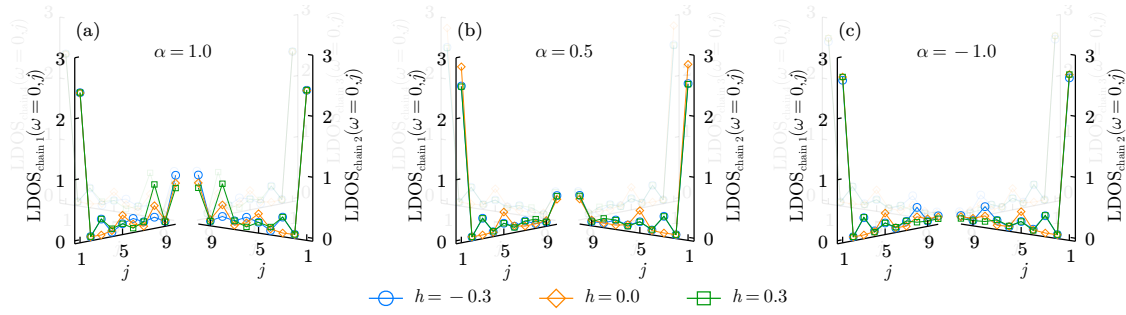 (a)
α = 1.0
LDOS_chain 1(ω = 0, j)
3
2
1
0
1
5
9
j
9
5
1
j
3
2
1
0
LDOS_chain 2(ω = 0, j)
(b)
α = 0.5
LDOS_chain 1(ω = 0, j)
3
2
1
0
1
5
9
j
9
5
1
j
3
2
1
0
LDOS_chain 2(ω = 0, j)
(c)
α = −1.0
LDOS_chain 1(ω = 0, j)
3
2
1
0
1
5
9
j
9
5
1
j
3
2
1
0
LDOS_chain 2(ω = 0, j)
h = −0.3
h = 0.0
h = 0.3